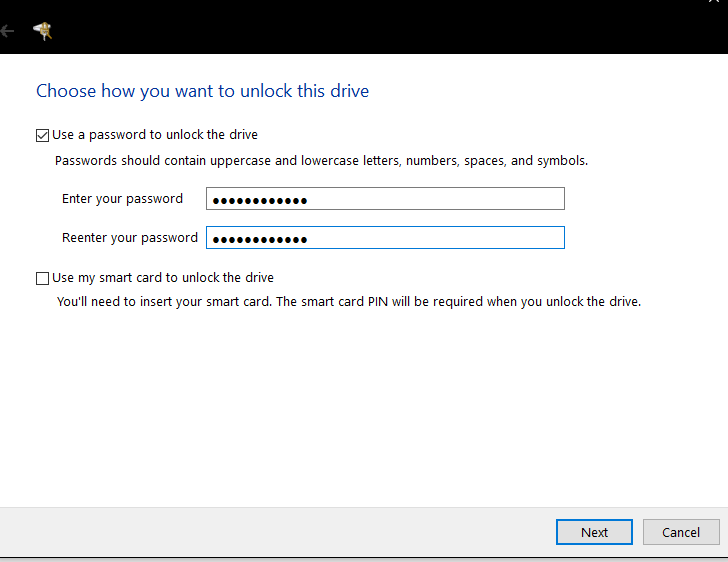 Choose how you want to unlock this drive
Use a password to unlock the drive
Passwords should contain uppercase and lowercase letters, numbers, spaces, and symbols.
Enter your password ●●●●●●●●●●●●
Reenter your password ●●●●●●●●●●●●
Use my smart card to unlock the drive
You'll need to insert your smart card. The smart card PIN will be required when you unlock the drive.
Next Cancel